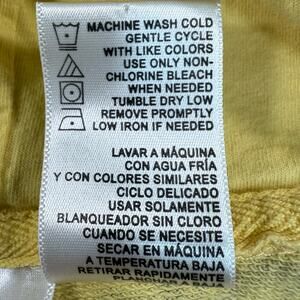 MACHINE WASH COLD
GENTLE CYCLE
WITH LIKE COLORS
USE ONLY NON-
CHLORINE BLEACH
WHEN NEEDED
TUMBLE DRY LOW
REMOVE PROMPTLY
LOW IRON IF NEEDED
LAVAR A MÁQUINA
CON AGUA FRÍA
Y CON COLORES SIMILARES
CICLO DELICADO
USAR SOLAMENTE
BLANQUEADOR SIN CLORO
CUANDO SE NECESITE
SECAR EN MÁQUINA
A TEMPERATURA BAJA
RETIRAR RAPIDAMENTE
PLANCHAR A BAJA